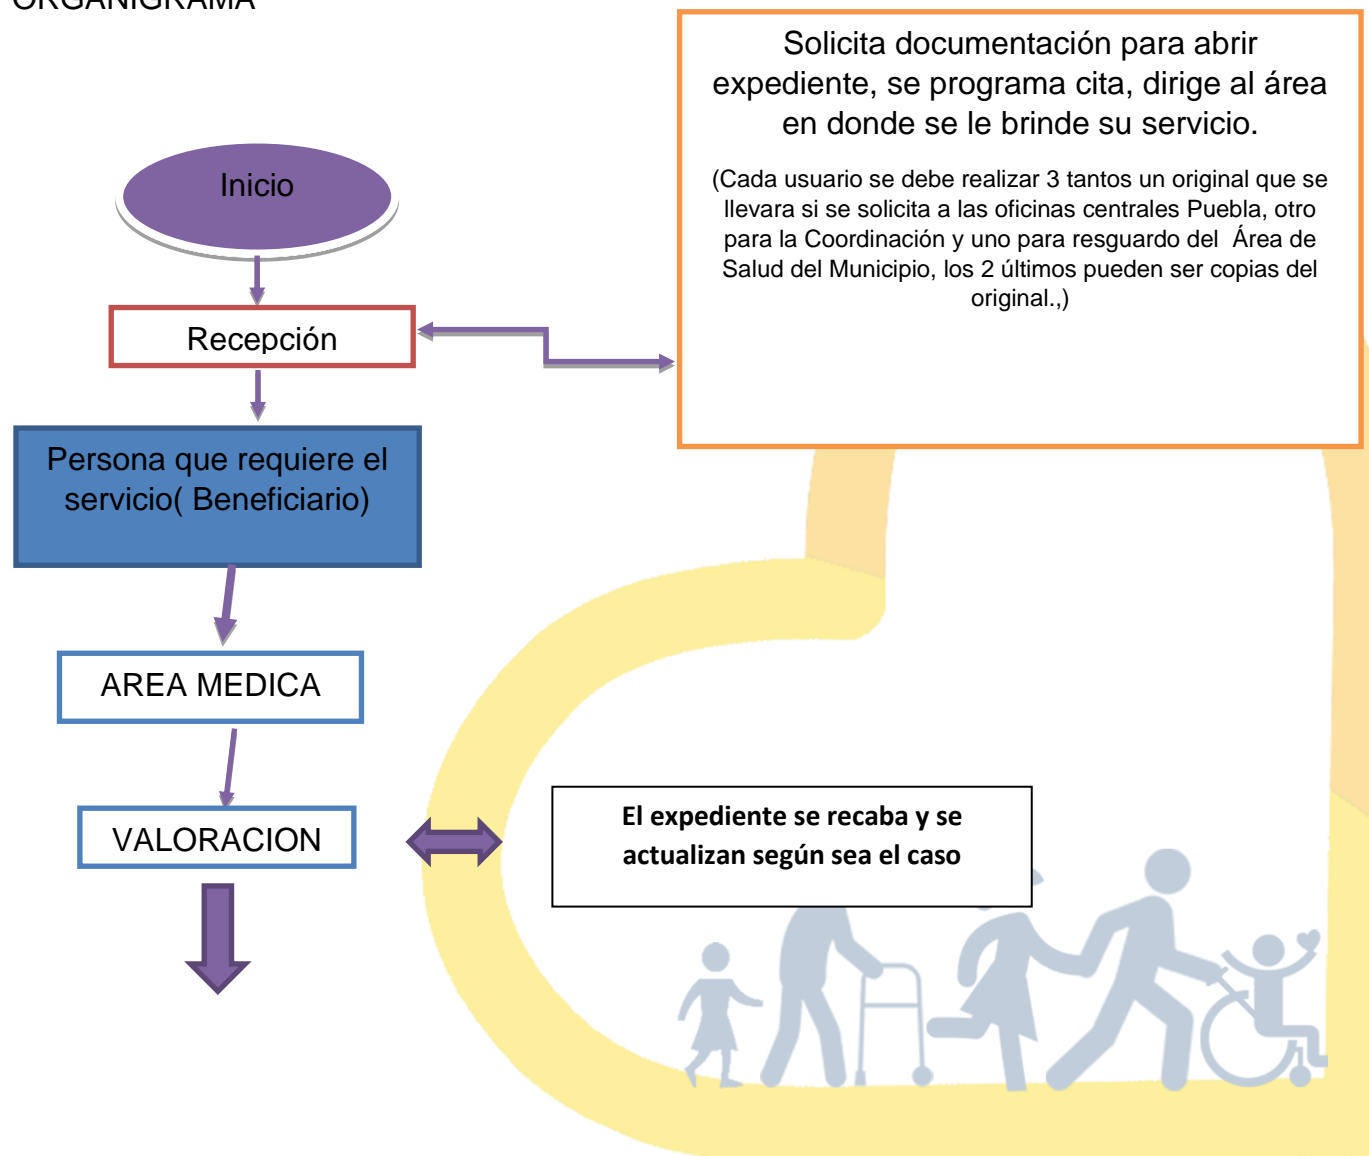 ORGANIGRAMA
Solicita documentación para abrir
expediente, se programa cita, dirige al área
en donde se le brinde su servicio.
(Cada usuario se debe realizar 3 tantos un original que se
llevara si se solicita a las oficinas centrales Puebla, otro
para la Coordinación y uno para resguardo del Área de
Salud del Municipio, los 2 últimos pueden ser copias del
original.,)
Inicio
Recepción
Persona que requiere el
servicio( Beneficiario)
AREA MEDICA
VALORACION
El expediente se recaba y se
actualizan según sea el caso